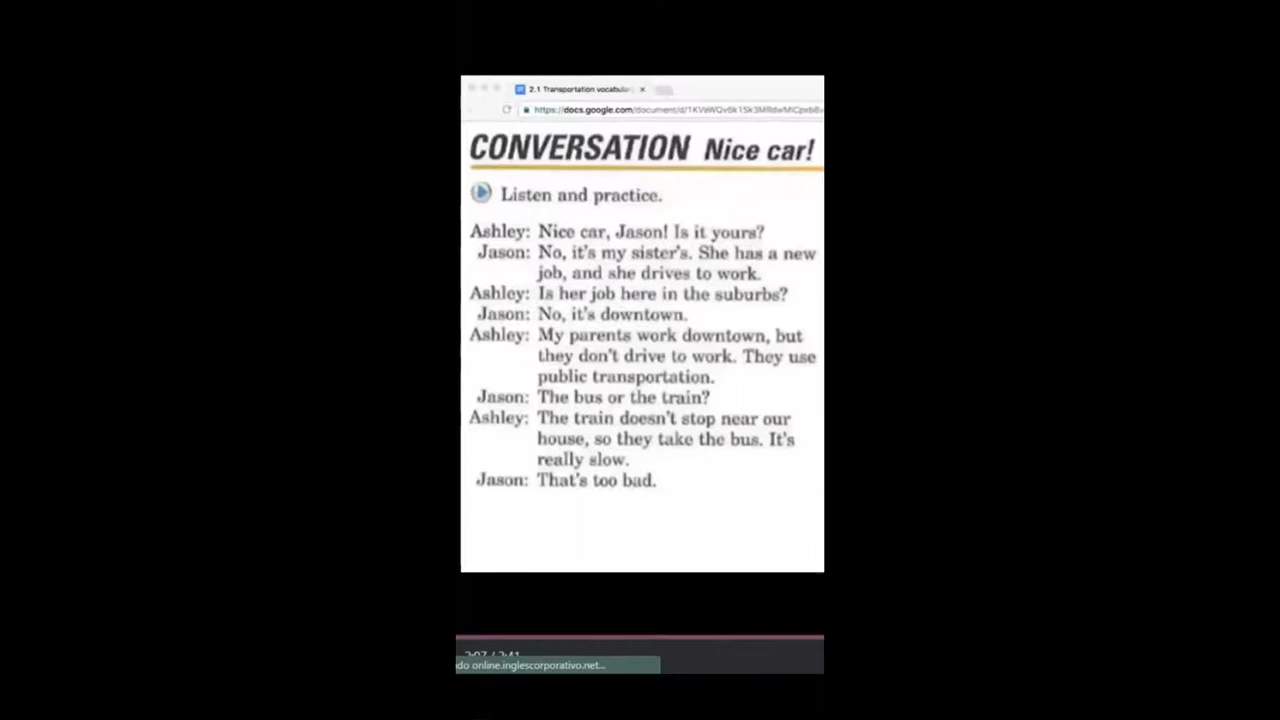 2.1 Transportation vocabular
https://docs.google.com/document/d/
CONVERSATION Nice car!
Listen and practice.
Ashley: Nice car, Jason! Is it yours?
Jason: No, it's my sister's. She has a new
job, and she drives to work.
Ashley: Is her job here in the suburbs?
Jason: No, it's downtown.
Ashley: My parents work downtown, but
they don't drive to work. They use
public transportation.
Jason: The bus or the train?
Ashley: The train doesn't stop near our
house, so they take the bus. It's
really slow.
Jason: That's too bad.
do online.inglescorporativo.net...